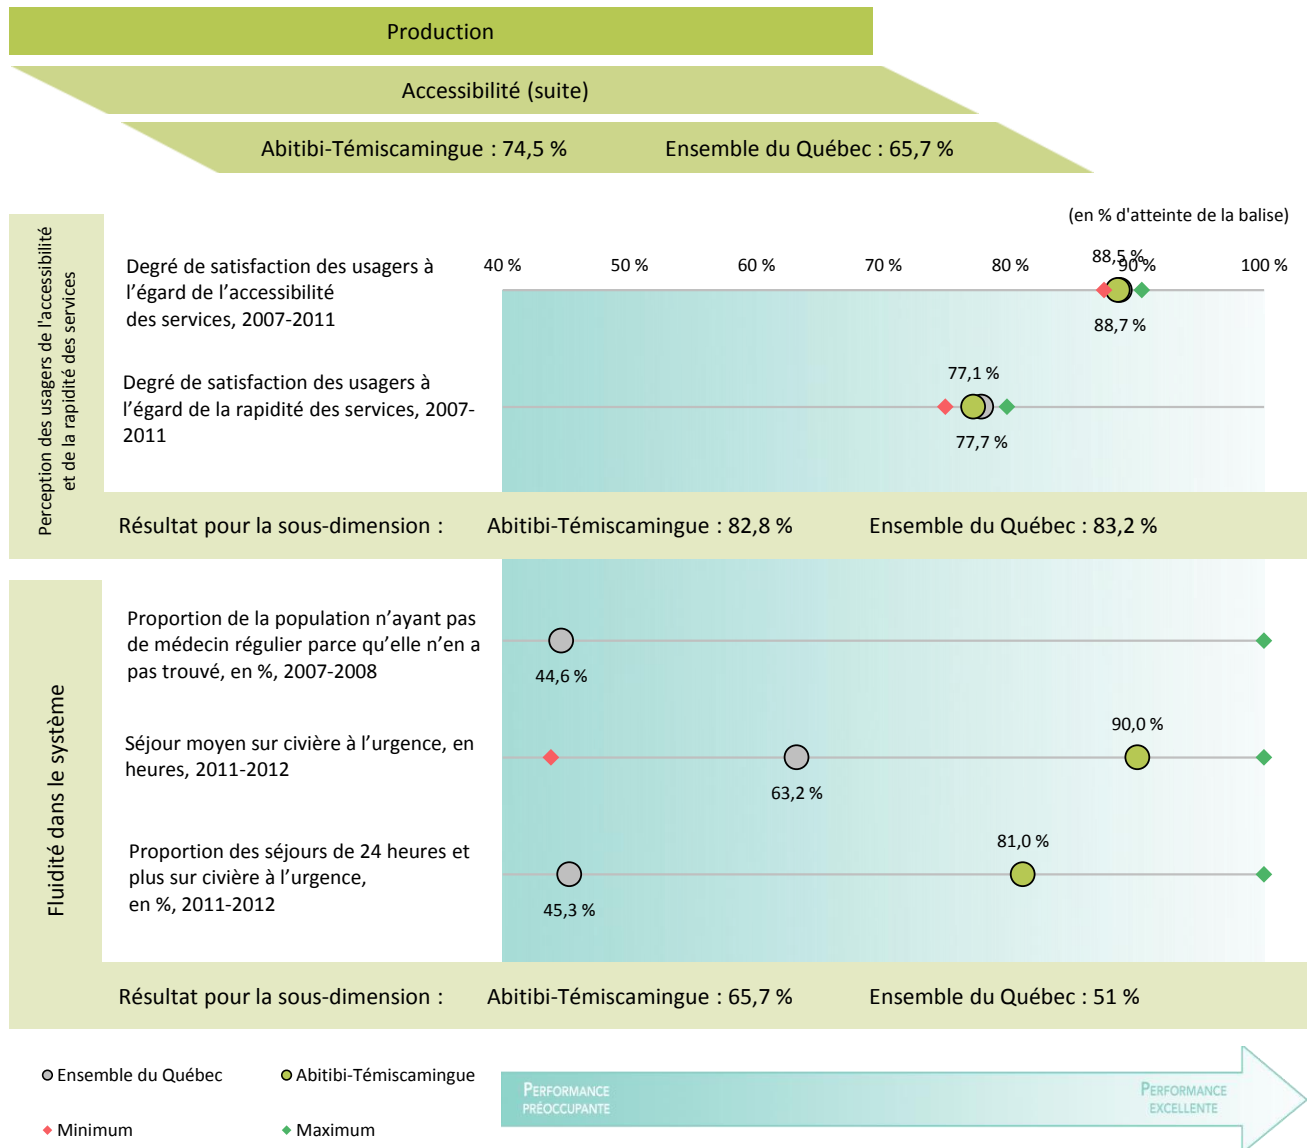 Production
Accessibilité (suite)
Abitibi-Témiscamingue : 74,5 % Ensemble du Québec : 65,7 %
(en % d'atteinte de la balise)
Perception des usagers de l'accessibilité
et de la rapidité des services
40 % 50 % 60 % 70 % 80 % 90 % 100 %
Degré de satisfaction des usagers à
l'égard de l'accessibilité
des services, 2007-2011
88,5 %
88,7 %
Degré de satisfaction des usagers à
l'égard de la rapidité des services, 2007-
2011
77,1 %
77,7 %
Résultat pour la sous-dimension : Abitibi-Témiscamingue : 82,8 % Ensemble du Québec : 83,2 %
Fluidité dans le système
Proportion de la population n'ayant pas
de médecin régulier parce qu'elle n'en a
pas trouvé, en %, 2007-2008
44,6 %
Séjour moyen sur civière à l'urgence, en
heures, 2011-2012
90,0 %
63,2 %
Proportion des séjours de 24 heures et
plus sur civière à l'urgence,
en %, 2011-2012
81,0 %
45,3 %
Résultat pour la sous-dimension : Abitibi-Témiscamingue : 65,7 % Ensemble du Québec : 51 %
Ensemble du Québec Abitibi-Témiscamingue
Minimum Maximum
PERFORMANCE
PRÉOCCUPANTE
PERFORMANCE
EXCELLENTE